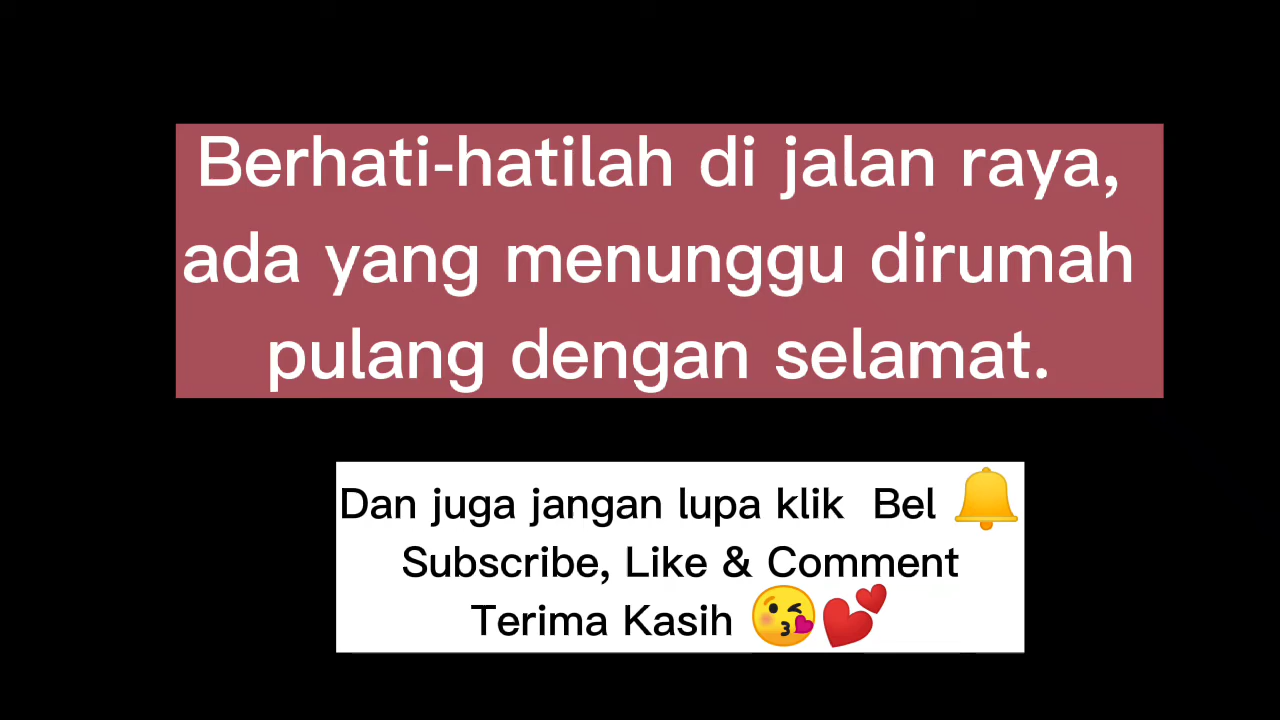 Berhati-hatilah di jalan raya,
ada yang menunggu dirumah
pulang dengan selamat.
Dan juga jangan lupa klik Bel 🔔
Subscribe, Like & Comment
Terima Kasih 😘💕